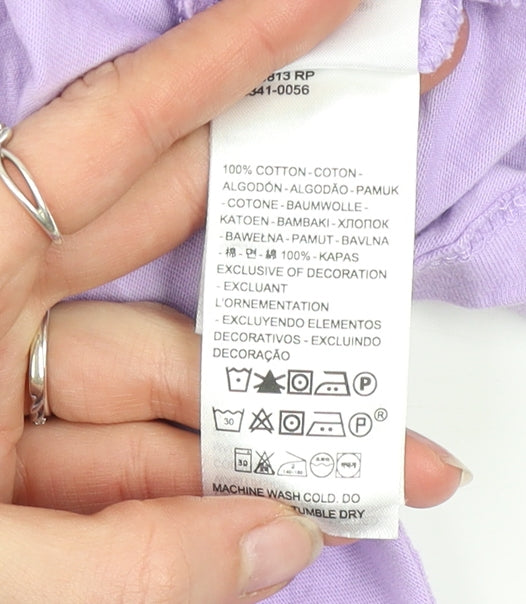 813 RP
341-0056
100% COTTON - COTON -
ALGODÓN - ALGODÃO - PAMUK
- COTONE - BAUMWOLLE -
KATOEN - BAMBAKI - ХЛОПОК
- BAWEŁNA - PAMUT - BAVLNA
- 棉 - 면 - 綿 100% - KAPAS
EXCLUSIVE OF DECORATION
- EXCLUANT
L'ORNEMENTATION
- EXCLUYENDO ELEMENTOS
DECORATIVOS - EXCLUINDO
DECORAÇÃO
P
30 P ®
30
MACHINE WASH COLD. DO
TUMBLE DRY